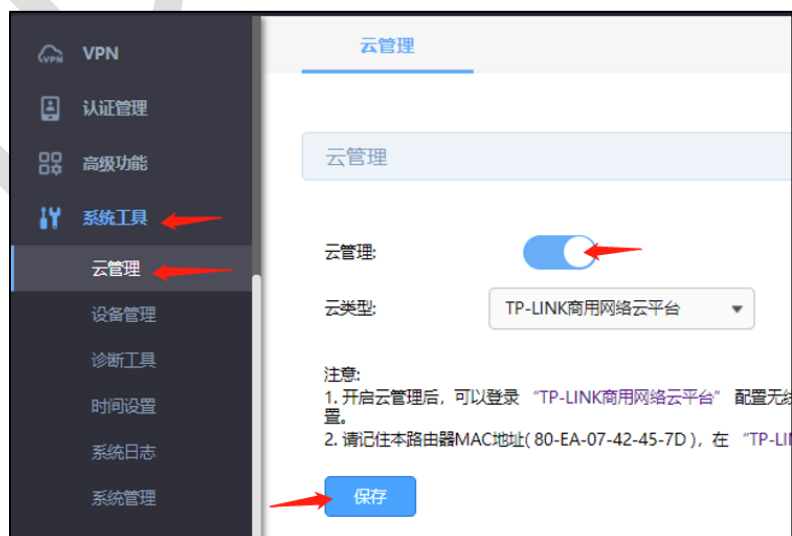 VPN
认证管理
高级功能
系统工具
云管理
设备管理
诊断工具
时间设置
系统日志
系统管理
云管理
云管理
云管理:
云类型:
TP-LINK商用网络云平台
注意:
1. 开启云管理后，可以登录 “TP-LINK商用网络云平台” 配置无
置。
2. 请记住本路由器MAC地址( 80-EA-07-42-45-7D )，在 “TP-LI
保存